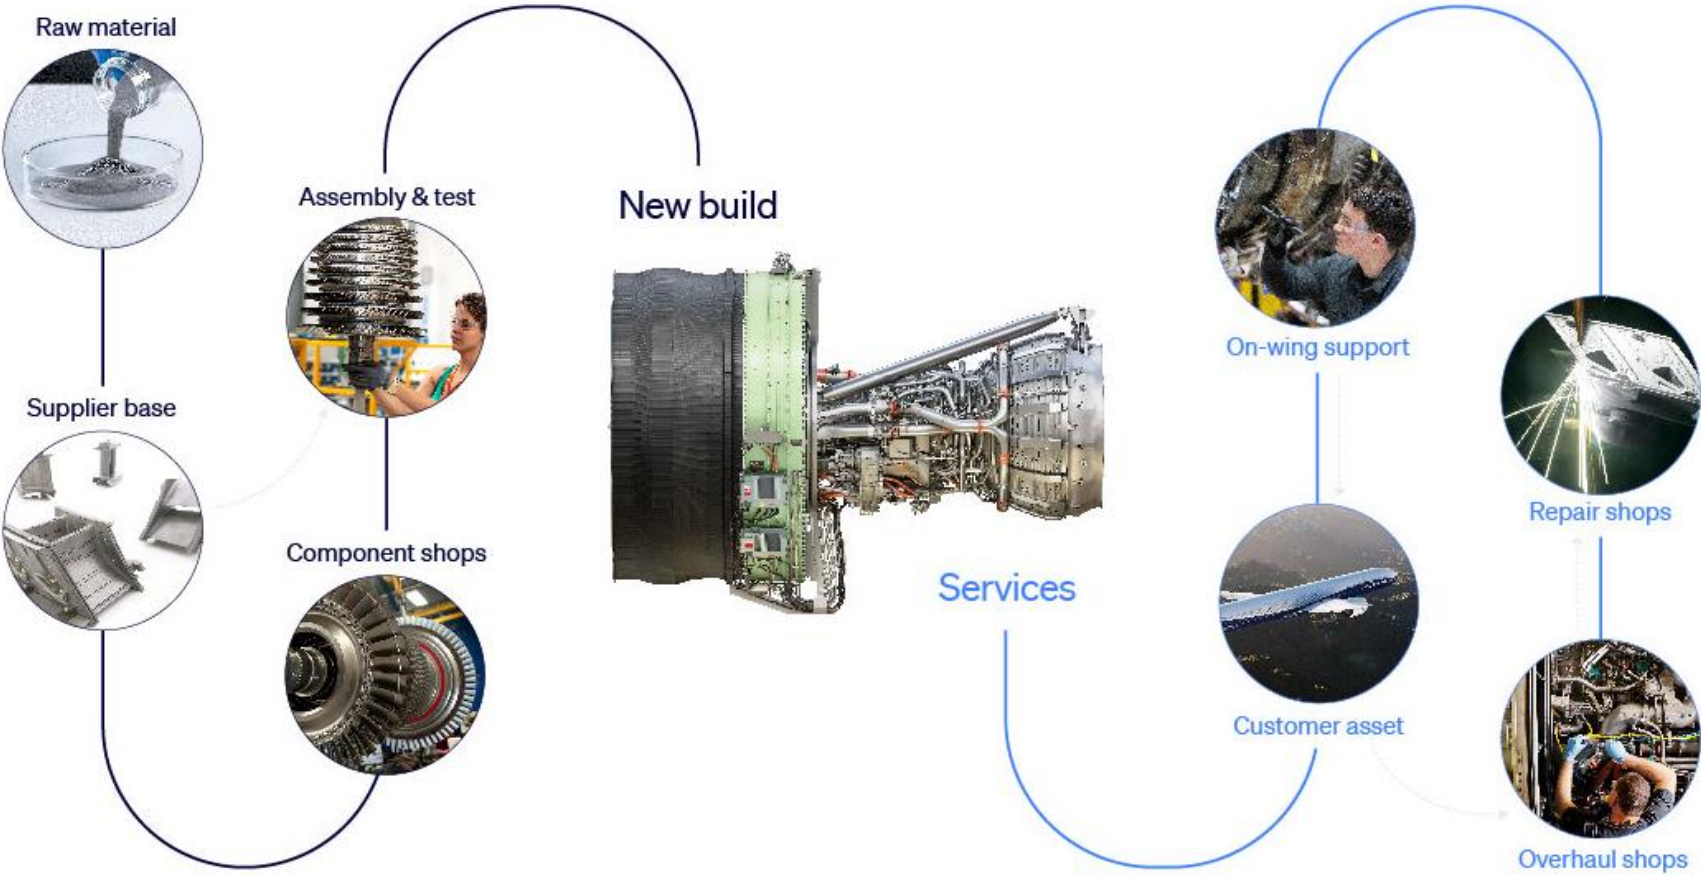 Raw material
Supplier base
Assembly & test
Component shops
New build
Services
On-wing support
Customer asset
Repair shops
Overhaul shops